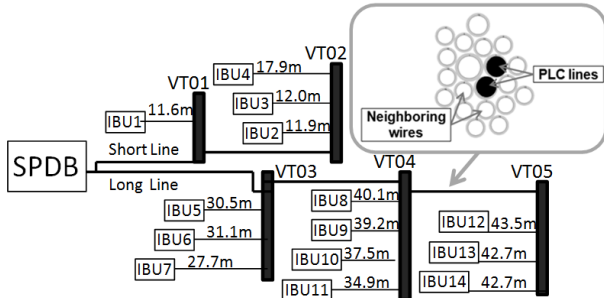 VT02
IBU4 17.9m
VT01
IBU3 12.0m
IBU1 11.6m
IBU2 11.9m
PLC lines
Neighboring
wires
SPDB
Short Line
Long Line
VT03
VT04
VT05
IBU5 30.5m
IBU6 31.1m
IBU7 27.7m
IBU8 40.1m
IBU9 39.2m
IBU10 37.5m
IBU11 34.9m
IBU12 43.5m
IBU13 42.7m
IBU14 42.7m